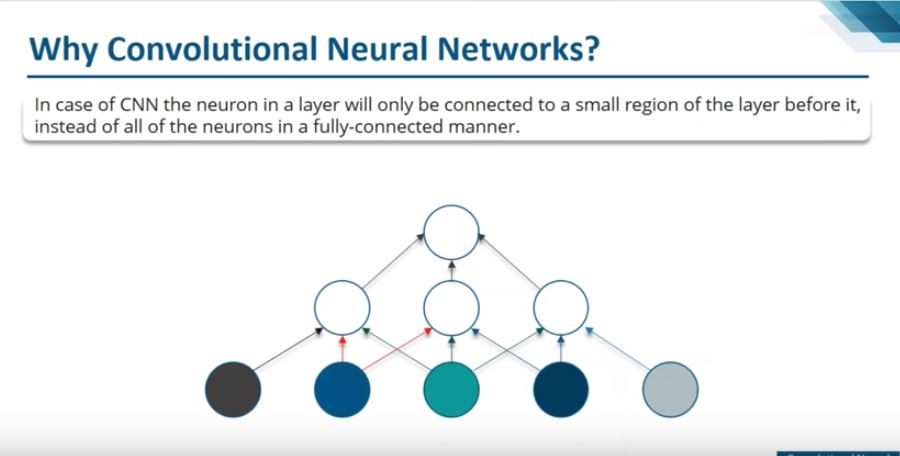 Why Convolutional Neural Networks?
In case of CNN the neuron in a layer will only be connected to a small region of the layer before it,
instead of all of the neurons in a fully-connected manner.